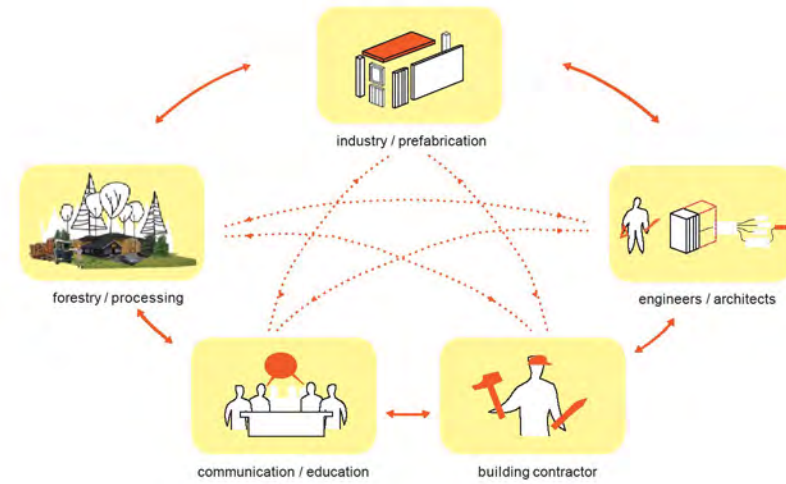 industry / prefabrication
forestry / processing
engineers / architects
communication / education
building contractor